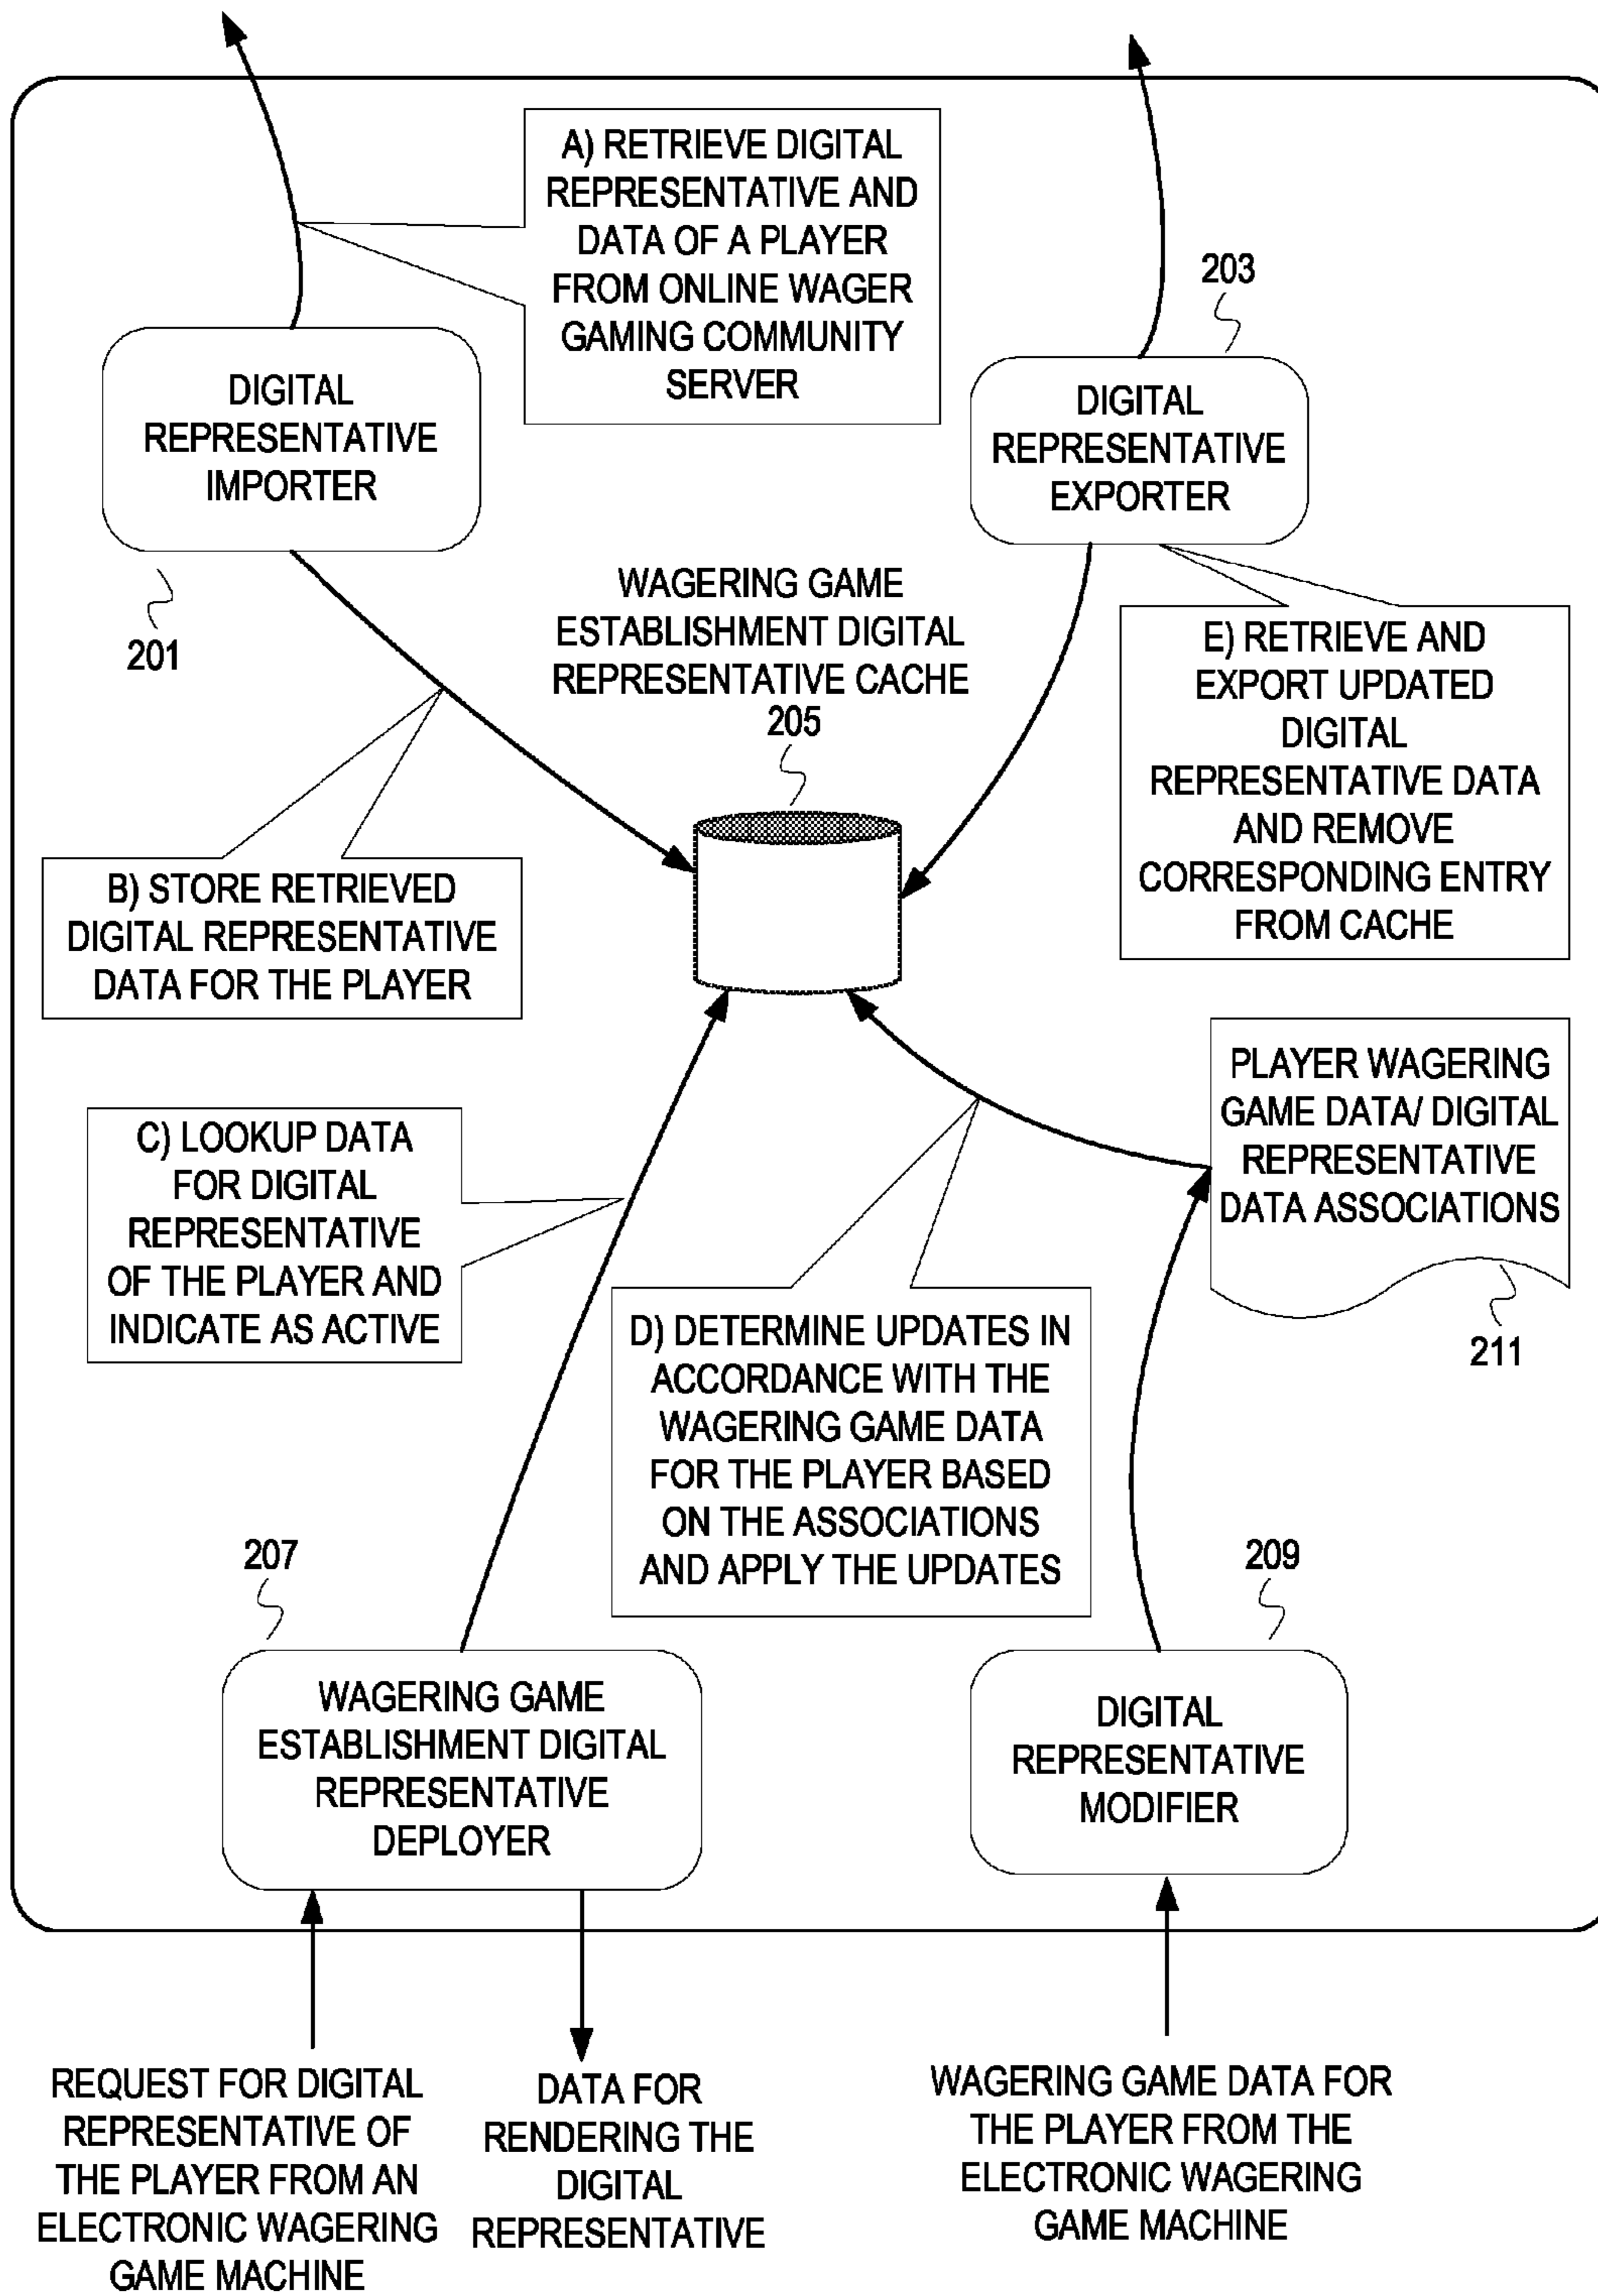 A) RETRIEVE DIGITAL
REPRESENTATIVE AND
DATA OF A PLAYER
FROM ONLINE WAGER
GAMING COMMUNITY
SERVER
203
DIGITAL
REPRESENTATIVE
IMPORTER
DIGITAL
REPRESENTATIVE
EXPORTER
201
WAGERING GAME
ESTABLISHMENT DIGITAL
REPRESENTATIVE CACHE
205
E) RETRIEVE AND
EXPORT UPDATED
DIGITAL
REPRESENTATIVE DATA
AND REMOVE
CORRESPONDING ENTRY
FROM CACHE
B) STORE RETRIEVED
DIGITAL REPRESENTATIVE
DATA FOR THE PLAYER
PLAYER WAGERING
GAME DATA/ DIGITAL
REPRESENTATIVE
DATA ASSOCIATIONS
211
C) LOOKUP DATA
FOR DIGITAL
REPRESENTATIVE
OF THE PLAYER AND
INDICATE AS ACTIVE
D) DETERMINE UPDATES IN
ACCORDANCE WITH THE
WAGERING GAME DATA
FOR THE PLAYER BASED
ON THE ASSOCIATIONS
AND APPLY THE UPDATES
207
209
WAGERING GAME
ESTABLISHMENT DIGITAL
REPRESENTATIVE
DEPLOYER
DIGITAL
REPRESENTATIVE
MODIFIER
REQUEST FOR DIGITAL
REPRESENTATIVE OF
THE PLAYER FROM AN
ELECTRONIC WAGERING
GAME MACHINE
DATA FOR
RENDERING THE
DIGITAL
REPRESENTATIVE
WAGERING GAME DATA FOR
THE PLAYER FROM THE
ELECTRONIC WAGERING
GAME MACHINE